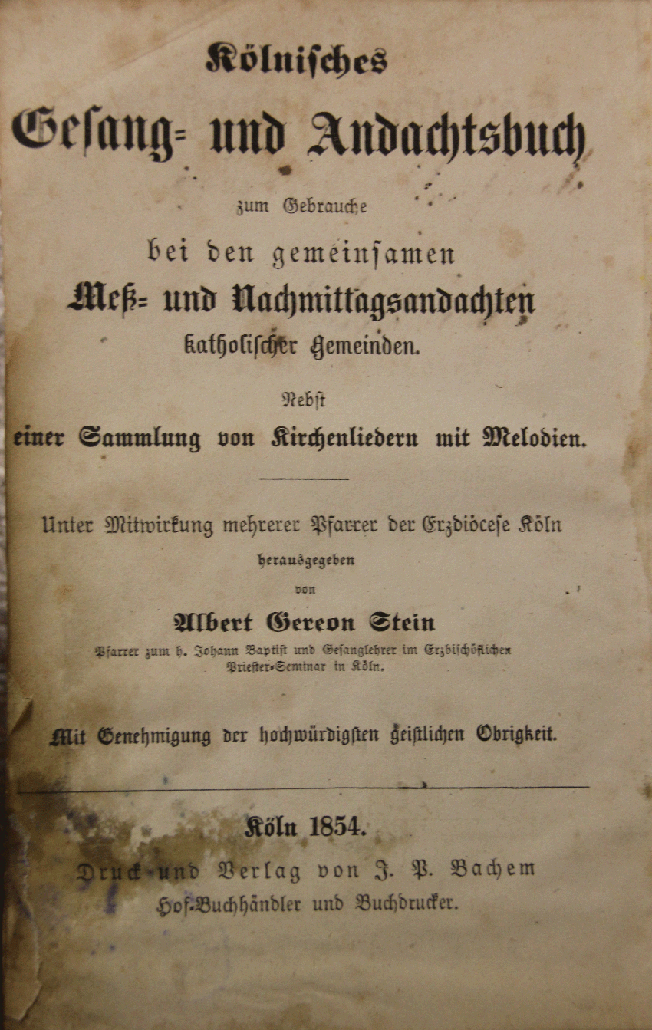 Kölnisches
Gesang- und Andachtsbuch
zum Gebrauche
bei den gemeinsamen
Meß- und Nachmittagsandachten
katholischer Gemeinden.
Nebst
einer Sammlung von Kirchenliedern mit Melodien.
Unter Mitwirkung mehrerer Pfarrer der Erzdiöcese Köln
herausgegeben
von
Albert Gereon Stein
Pfarrer zum h. Johann Baptist und Gesanglehrer im Erzbischöflichen
Priester-Seminar in Köln.
Mit Genehmigung der hochwürdigsten geistlichen Obrigkeit.
Köln 1854.
Druck und Verlag von J. P. Bachem
Hof-Buchhändler und Buchdrucker.